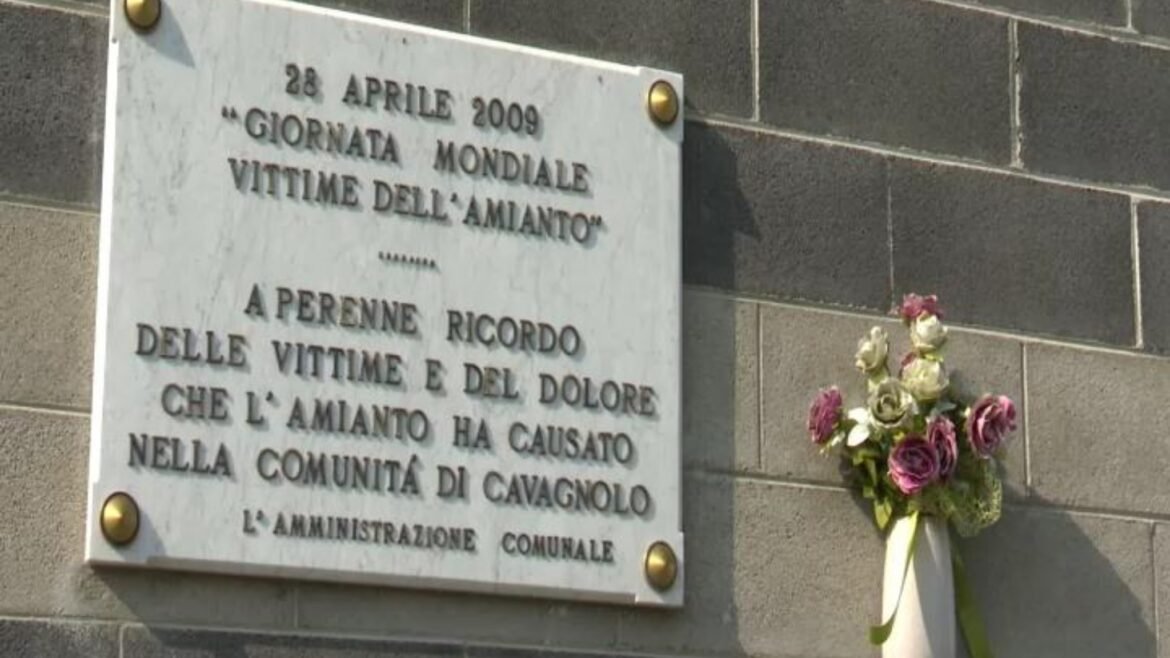 28 APRILE 2009
"GIORNATA MONDIALE
VITTIME DELL'AMIANTO"
........
A PERENNE RICORDO
DELLE VITTIME E DEL DOLORE
CHE L'AMIANTO HA CAUSATO
NELLA COMUNITÁ DI CAVAGNOLO
L'AMMINISTRAZIONE COMUNALE